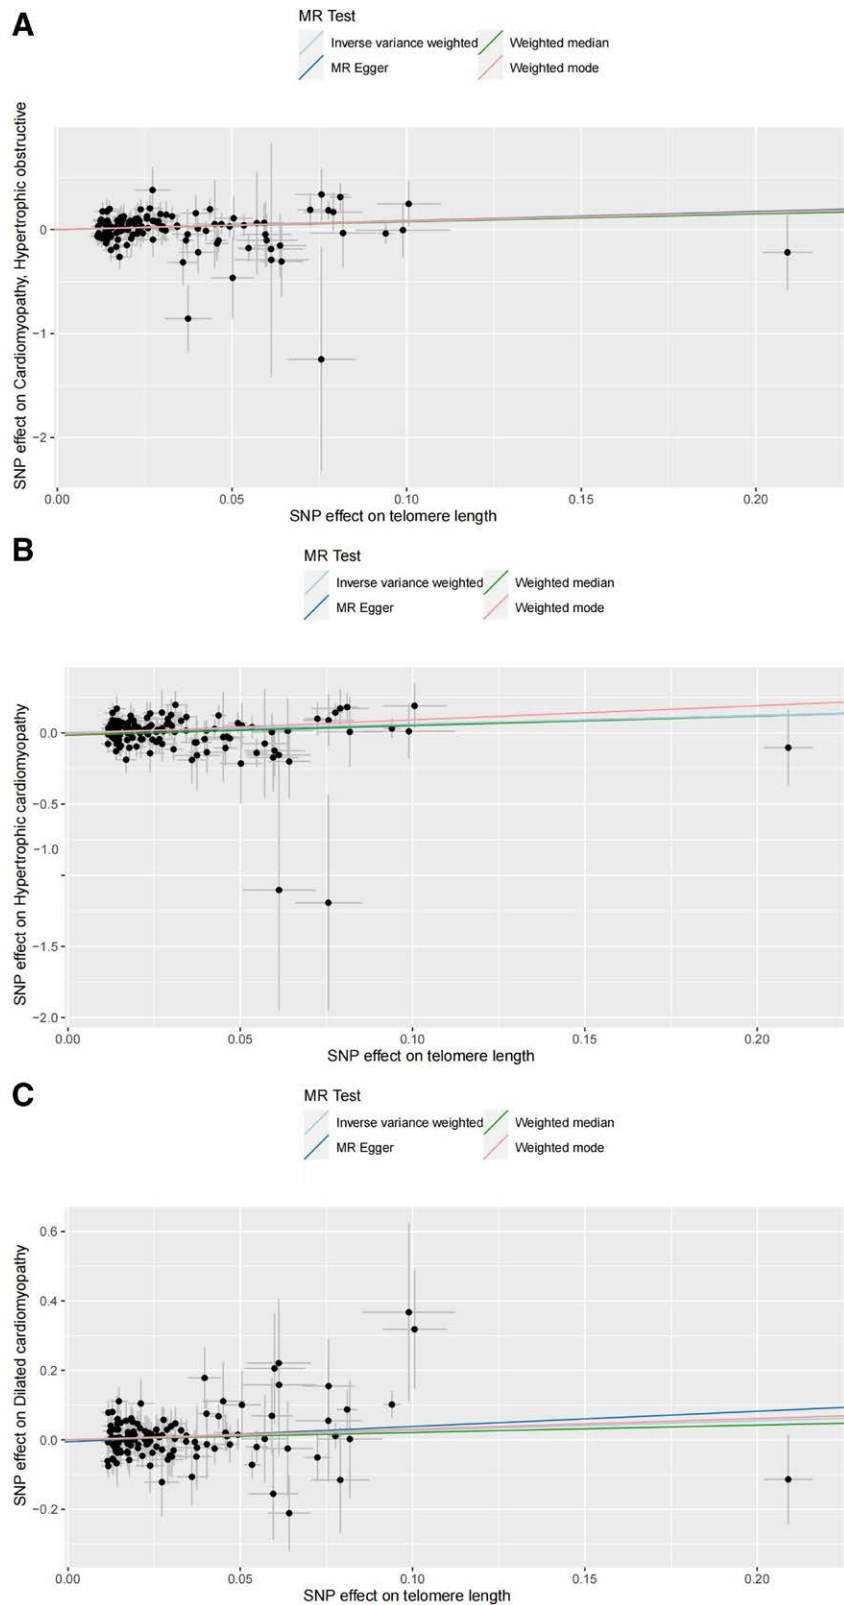 A
MR Test
Inverse variance weighted
Weighted median
MR Egger
Weighted mode
SNP effect on Cardiomyopathy, Hypertrophic obstructive
0
−1
−2
0.00
0.05
0.10
0.15
0.20
SNP effect on telomere length
B
MR Test
Inverse variance weighted
Weighted median
MR Egger
Weighted mode
SNP effect on Hypertrophic cardiomyopathy
0.0
−0.5
−1.0
−1.5
−2.0
0.00
0.05
0.10
0.15
0.20
SNP effect on telomere length
C
MR Test
Inverse variance weighted
Weighted median
MR Egger
Weighted mode
SNP effect on Dilated cardiomyopathy
0.6
0.4
0.2
0.0
−0.2
0.00
0.05
0.10
0.15
0.20
SNP effect on telomere length